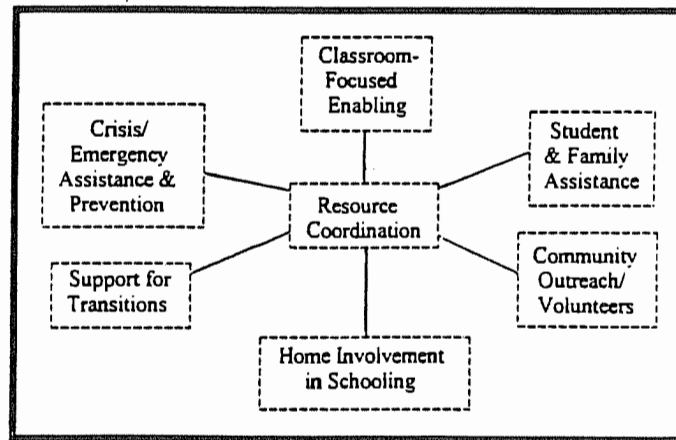 Classroom-
Focused
Enabling
Crisis/
Emergency
Assistance &
Prevention
Student
& Family
Assistance
Resource
Coordination
Support for
Transitions
Community
Outreach/
Volunteers
Home Involvement
in Schooling